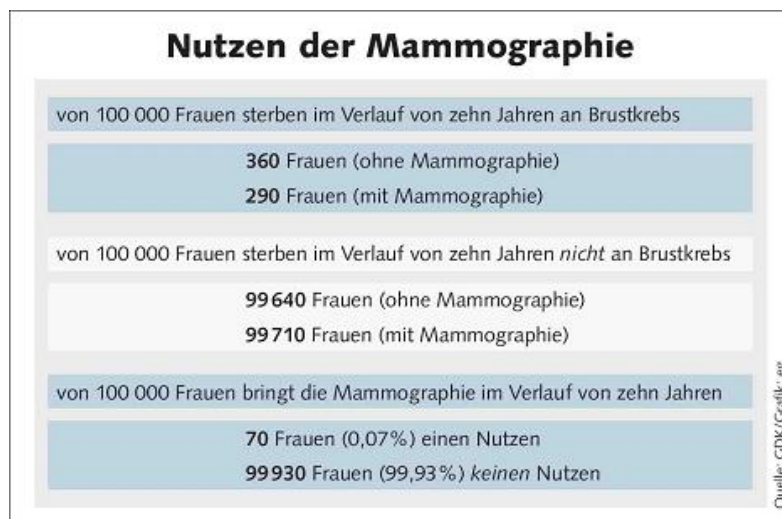 Nutzen der Mammographie
von 100 000 Frauen sterben im Verlauf von zehn Jahren an Brustkrebs
360 Frauen (ohne Mammographie)
290 Frauen (mit Mammographie)
von 100 000 Frauen sterben im Verlauf von zehn Jahren nicht an Brustkrebs
99 640 Frauen (ohne Mammographie)
99 710 Frauen (mit Mammographie)
von 100 000 Frauen bringt die Mammographie im Verlauf von zehn Jahren
70 Frauen (0,07%) einen Nutzen
99 930 Frauen (99,93%) keinen Nutzen
Quelle: GDK/Grafik: